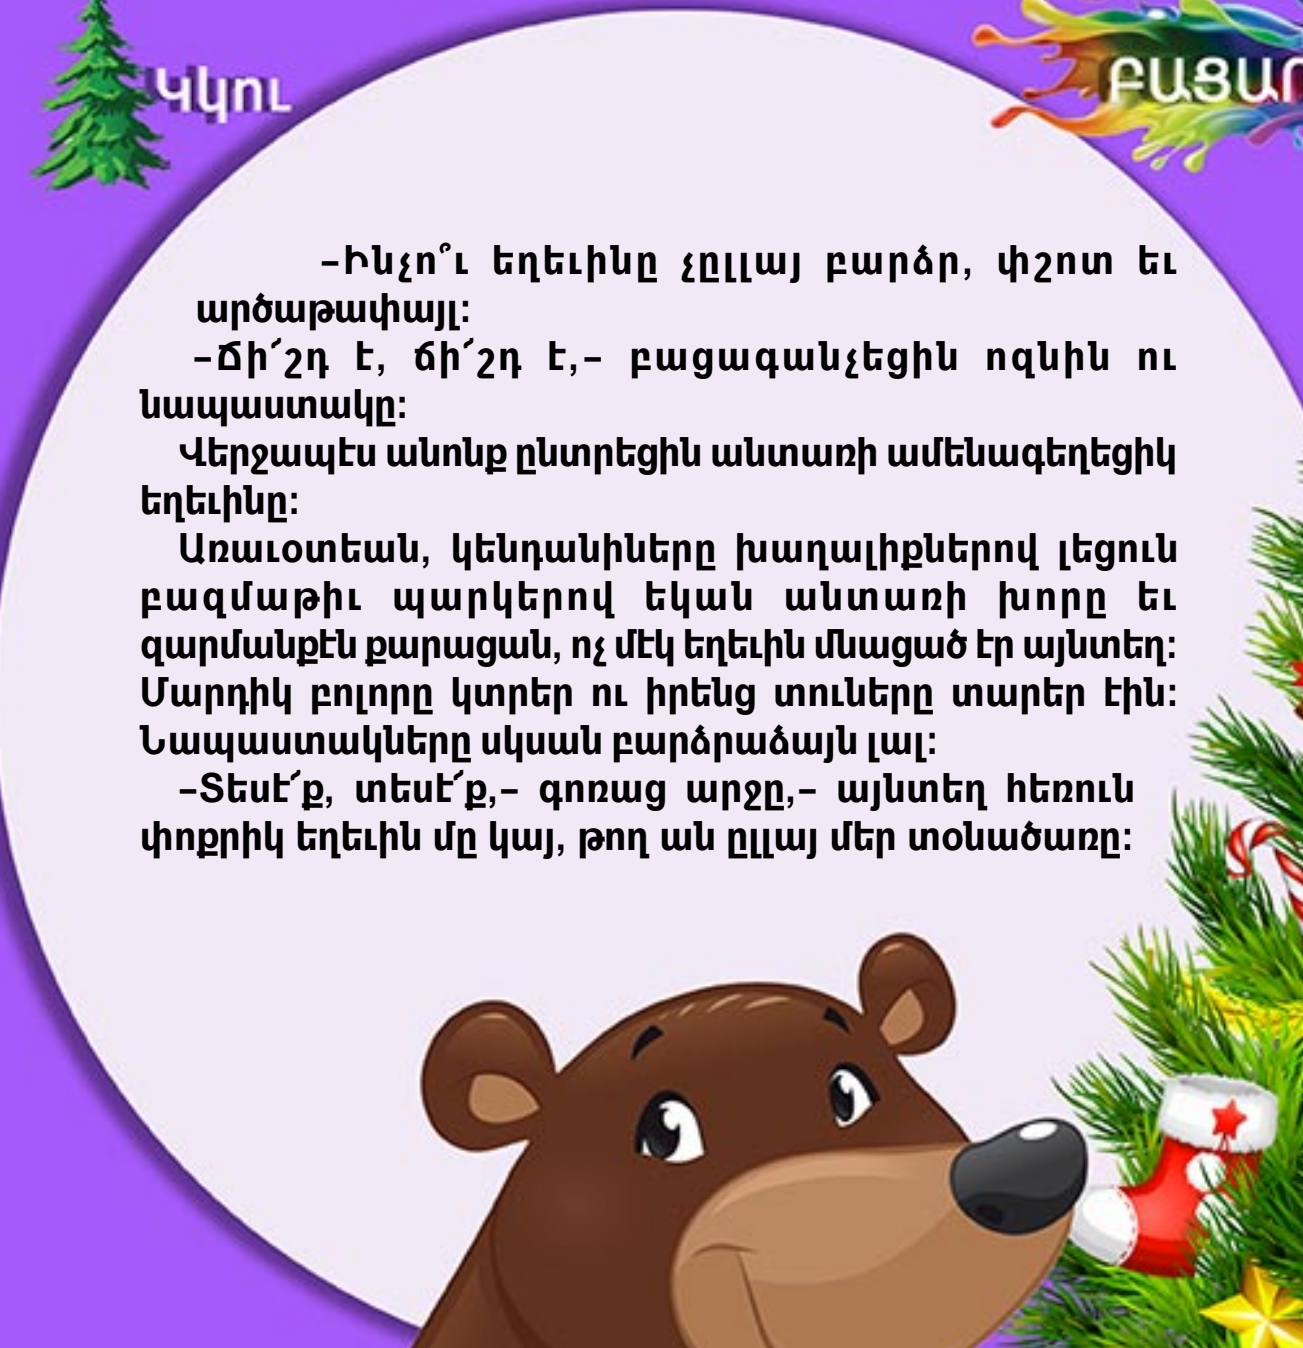 Կկու
–Ինչո՞ւ եղեւինը չըլլայ բարձր, փշոտ եւ
արծաթափայլ:
–Ճի՛շդ է, ճի՛շդ է,– բացագանչեցին ոզնին ու
նապաստակը:
Վերջապէս անոնք ընտրեցին անտառի ամենագեղեցիկ
եղեւինը:
Առաւօտեան, կենդանիները խաղալիքներով լեցուն
բազմաթիւ պարկերով եկան անտառի խորը եւ
զարմանքէն քարացան, ոչ մէկ եղեւին մնացած էր այնտեղ:
Մարդիկ բոլորը կտրեր ու իրենց տուները տարեր էին:
Նապաստակները սկսան բարձրաձայն լալ:
–Տեսէ՛ք, տեսէ՛ք,– գոռաց արջը,– այնտեղ հեռուն
փոքրիկ եղեւին մը կայ, թող ան ըլլայ մեր տօնածառը: